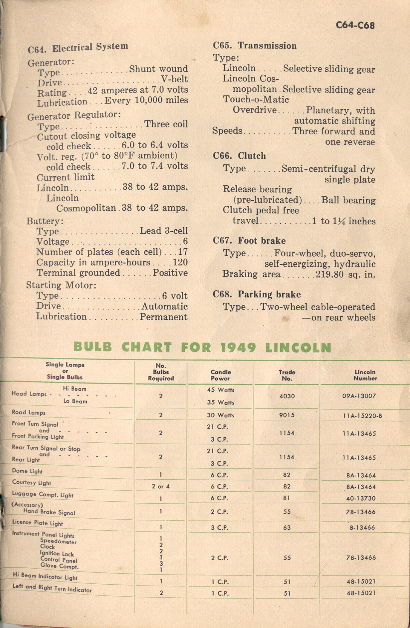 C64-C68
C64. Electrical System
Generator:
Type..............Shunt wound
Drive......................V-belt
Rating.....42 amperes at 7.0 volts
Lubrication....Every 10,000 miles
Generator Regulator:
Type.................Three coil
Cutout closing voltage
cold check......6.0 to 6.4 volts
Volt. reg. (70° to 80°F ambient)
cold check......7.0 to 7.4 volts
Current limit
Lincoln...........38 to 42 amps.
Lincoln
Cosmopolitan.38 to 42 amps.
Battery:
Type.................Lead 3-cell
Voltage........................6
Number of plates (each cell)...17
Capacity in ampere-hours.....120
Terminal grounded.......Positive
Starting Motor:
Type......................6 volt
Drive................Automatic
Lubrication..........Permanent
C65. Transmission
Type:
Lincoln.....Selective sliding gear
Lincoln Cos-
mopolitan.Selective sliding gear
Touch-o-Matic
Overdrive......Planetary, with
automatic shifting
Speeds..........Three forward and
one reverse
C66. Clutch
Type.......Semi-centrifugal dry
single plate
Release bearing
(pre-lubricated)....Ball bearing
Clutch pedal free
travel...........1 to 1¼ inches
C67. Foot brake
Type......Four-wheel, duo-servo,
self-energizing, hydraulic
Braking area.......219.80 sq. in.
C68. Parking brake
Type...Two-wheel cable-operated
—on rear wheels
BULB CHART FOR 1949 LINCOLN
Single Lamps or Single Bulbs No. Bulbs Required Candle Power Trade No. Lincoln Number
Hi Beam 45 Watts
Head Lamps - - - - - - 2 4030 09A-13007
Lo Beam 35 Watts
Road Lamps 2 30 Watts 9015 11A-15220-B
Front Turn Signal 21 C.P.
and - - - - - 2 1154 11A-13465
Front Parking Light 3 C.P.
Rear Turn Signal or Stop 21 C.P.
and - - - - - 2 1154 11A-13465
Rear Light 3 C.P.
Dome Light 1 6 C.P. 82 8A-13464
Courtesy Light 2 or 4 6 C.P. 82 8A-13464
Luggage Compt. Light 1 6 C.P. 81 40-13730
(Accessory)
Hand Brake Signal 1 2 C.P. 55 78-13466
License Plate Light 1 3 C.P. 63 B-13466
Instrument Panel Lights 1
Speedometer 2
Clock 2
Ignition Lock 1 2 C.P. 55 78-13466
Control Panel 3
Glove Compt. 1
Hi Beam Indicator Light 1 1 C.P. 51 48-15021
Left and Right Turn Indicator 2 1 C.P. 51 48-15021